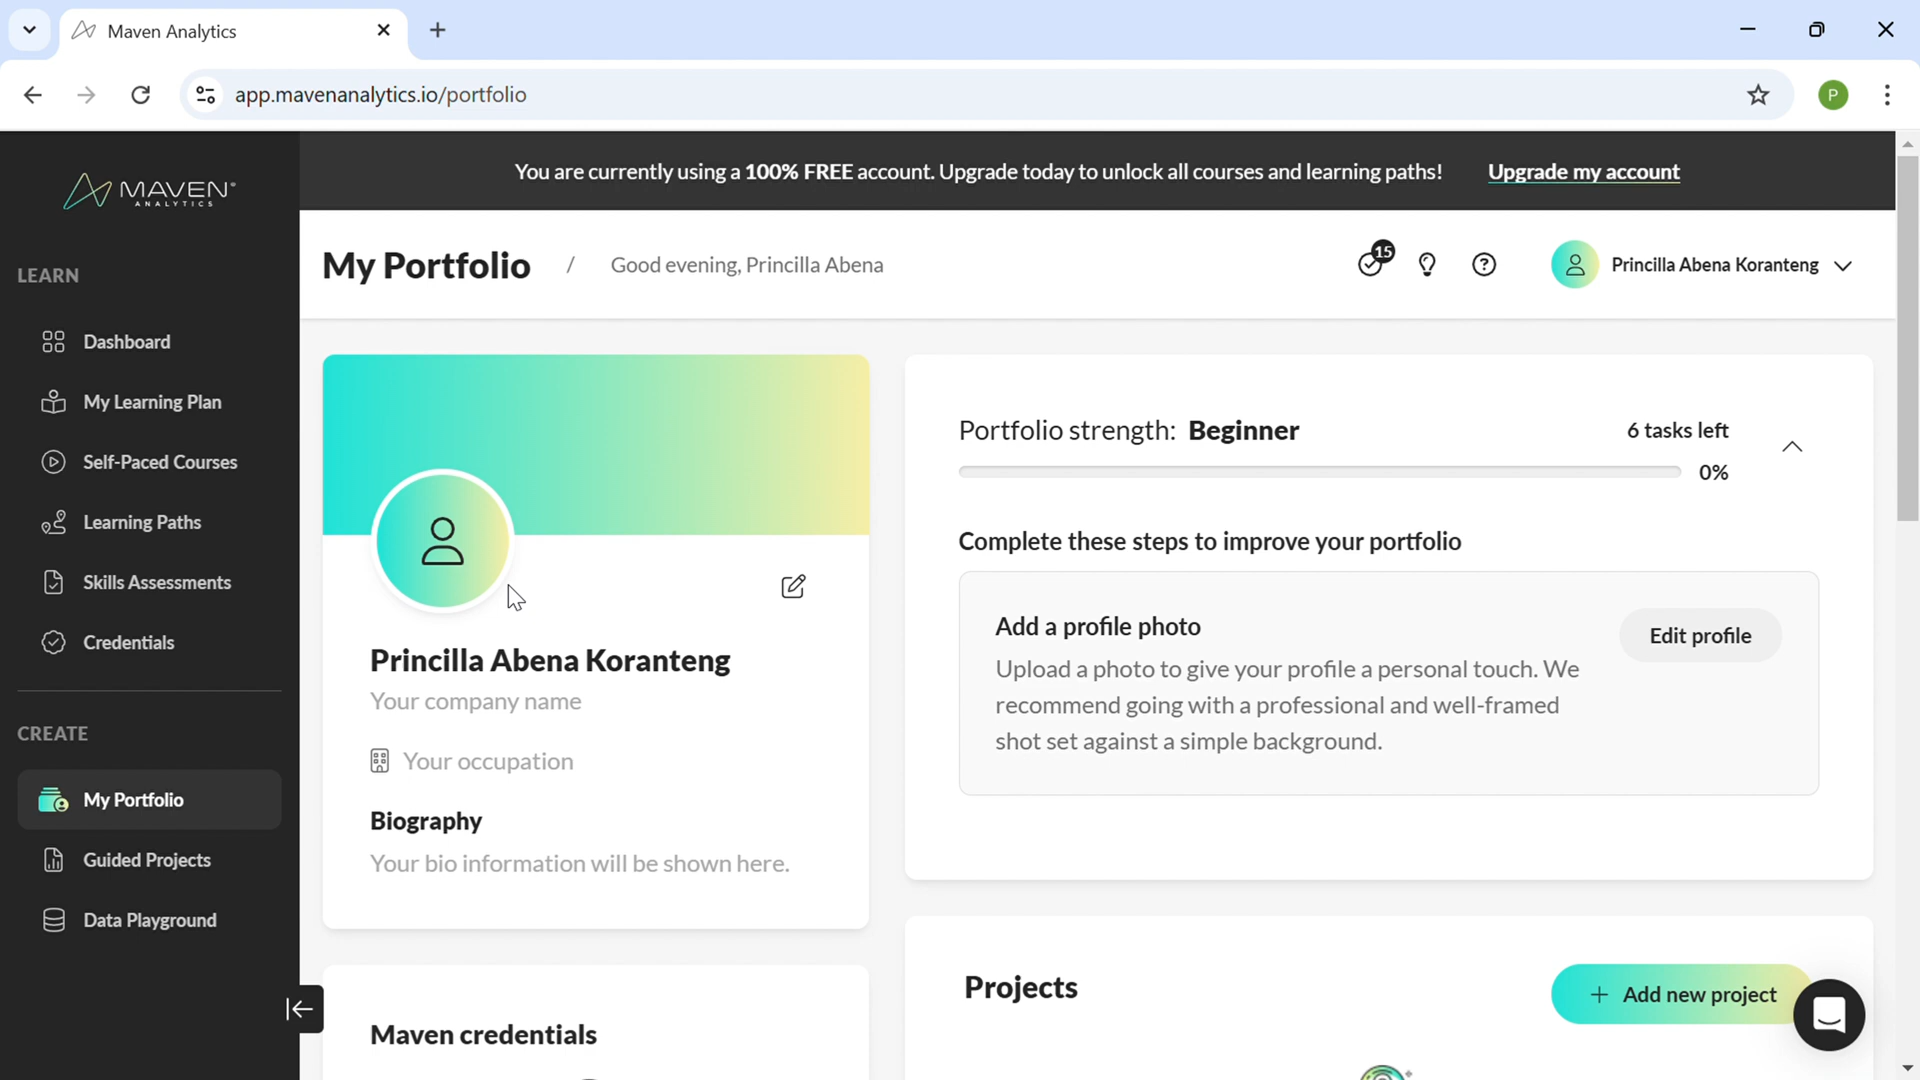 Maven Analytics
app.mavenanalytics.io/portfolio
P
MAVEN
ANALYTICS
You are currently using a 100% FREE account. Upgrade today to unlock all courses and learning paths!
Upgrade my account
My Portfolio / Good evening, Princilla Abena
15
Princilla Abena Koranteng
LEARN
Dashboard
My Learning Plan
Self-Paced Courses
Learning Paths
Skills Assessments
Credentials
CREATE
My Portfolio
Guided Projects
Data Playground
Princilla Abena Koranteng
Your company name
Your occupation
Biography
Your bio information will be shown here.
Maven credentials
Portfolio strength: Beginner
6 tasks left
0%
Complete these steps to improve your portfolio
Add a profile photo
Upload a photo to give your profile a personal touch. We
recommend going with a professional and well-framed
shot set against a simple background.
Edit profile
Projects
+ Add new project